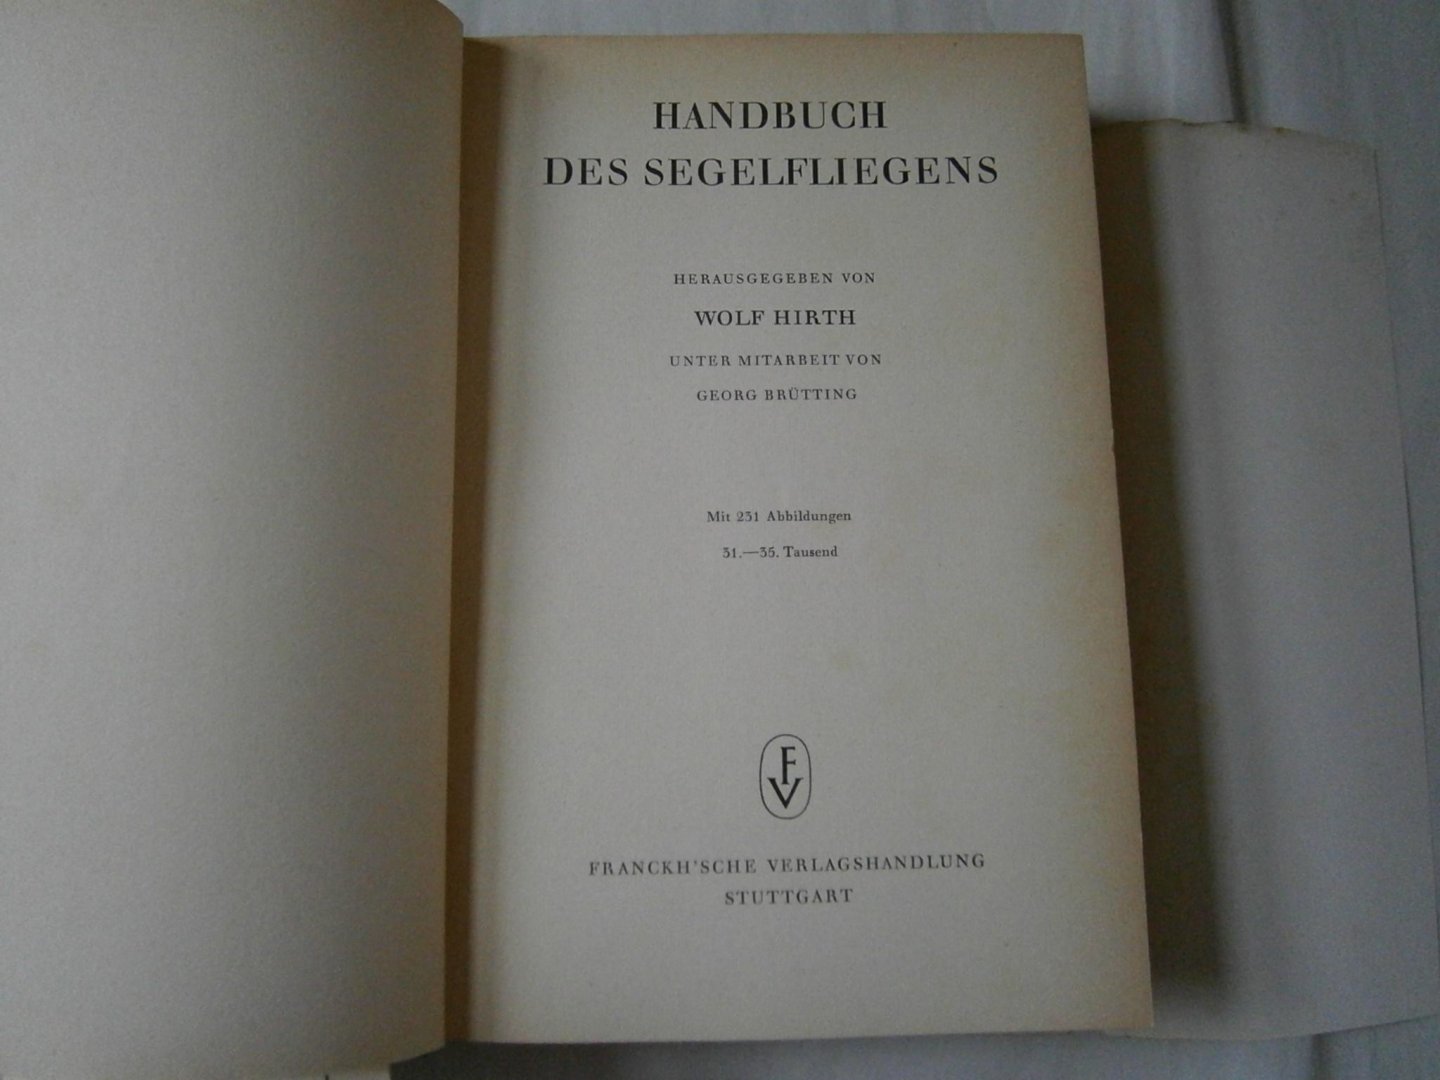 HANDBUCH
DES SEGELFLIEGENS
HERAUSGEGEBEN VON
WOLF HIRTH
UNTER MITARBEIT VON
GEORG BRÜTTING
Mit 231 Abbildungen
31.—35. Tausend
FV
FRANCKH'SCHE VERLAGSHANDLUNG
STUTTGART